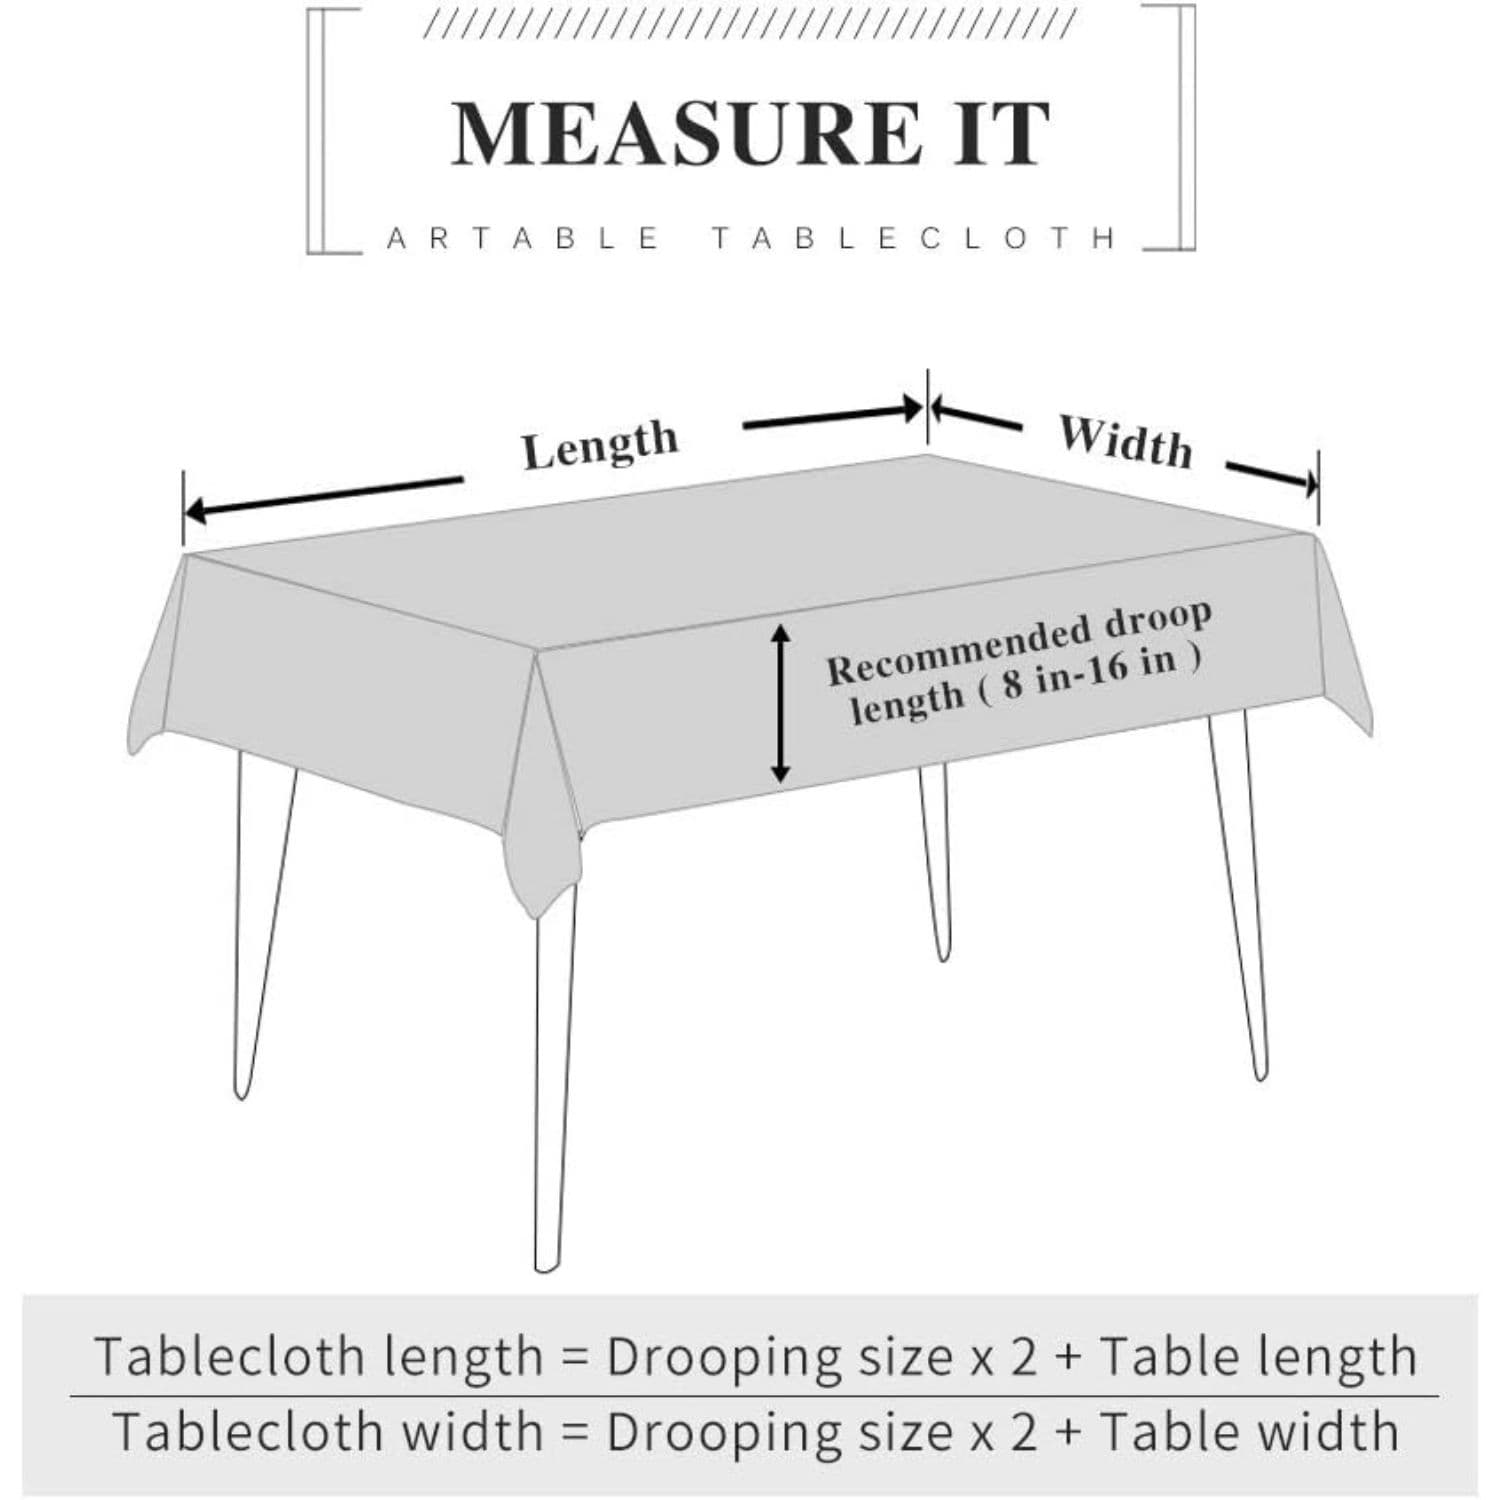 MEASURE IT
ARTABLE TABLECLOTH
Length
Width
Recommended droop
length ( 8 in-16 in )
Tablecloth length = Drooping size x 2 + Table length
Tablecloth width = Drooping size x 2 + Table width